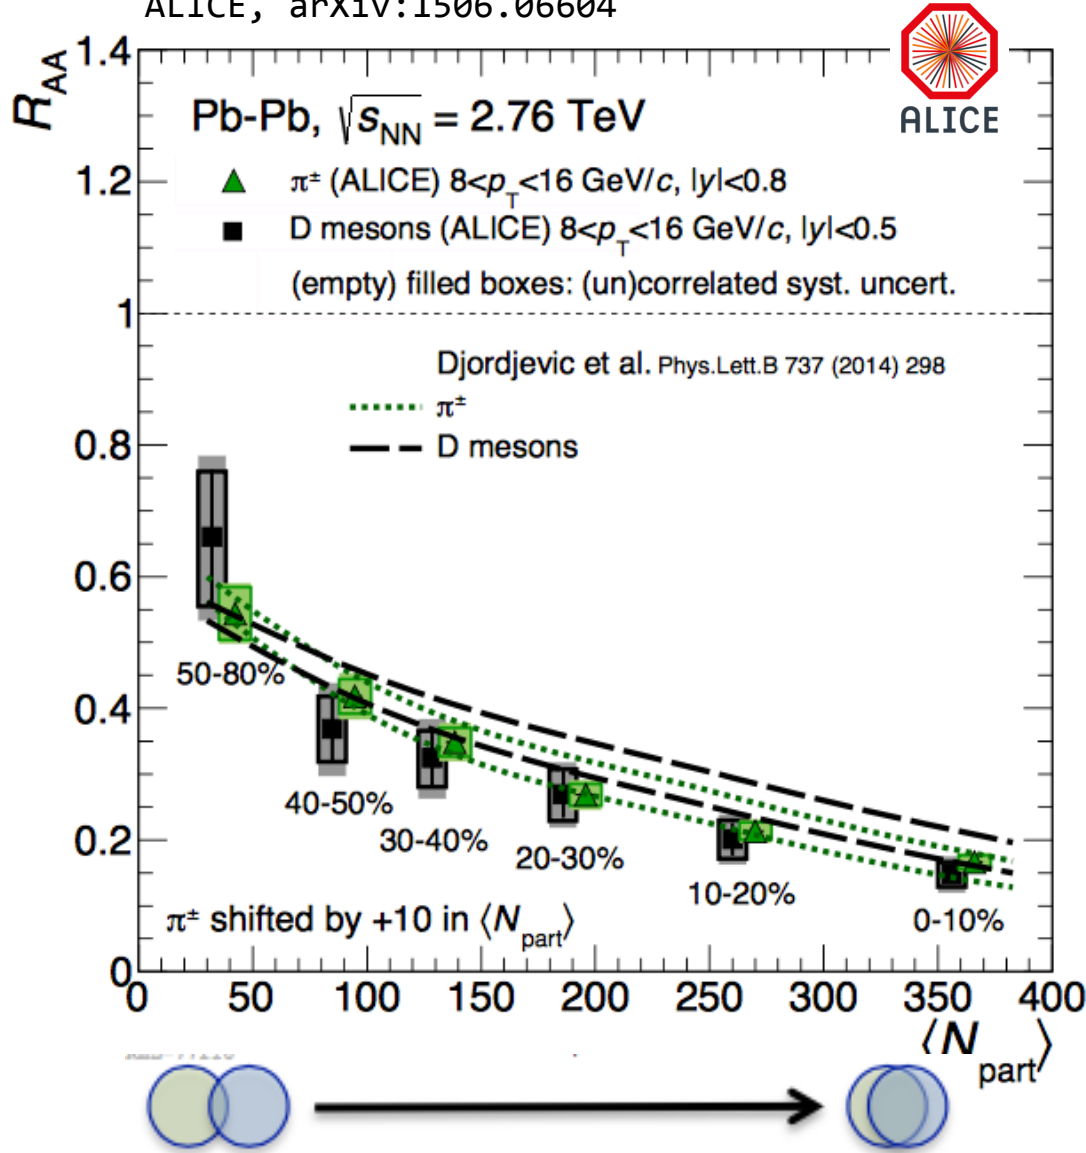 ALICE, arXiv:1506.06604
R_AA
1.4
1.2
1
0.8
0.6
0.4
0.2
0
ALICE
Pb-Pb, √s_NN = 2.76 TeV
π± (ALICE) 8<p_T<16 GeV/c, |y|<0.8
D mesons (ALICE) 8<p_T<16 GeV/c, |y|<0.5
(empty) filled boxes: (un)correlated syst. uncert.
Djordjevic et al. Phys.Lett.B 737 (2014) 298
π±
D mesons
50-80%
40-50%
30-40%
20-30%
10-20%
0-10%
π± shifted by +10 in ⟨N_part⟩
0 50 100 150 200 250 300 350 400
⟨N_part⟩